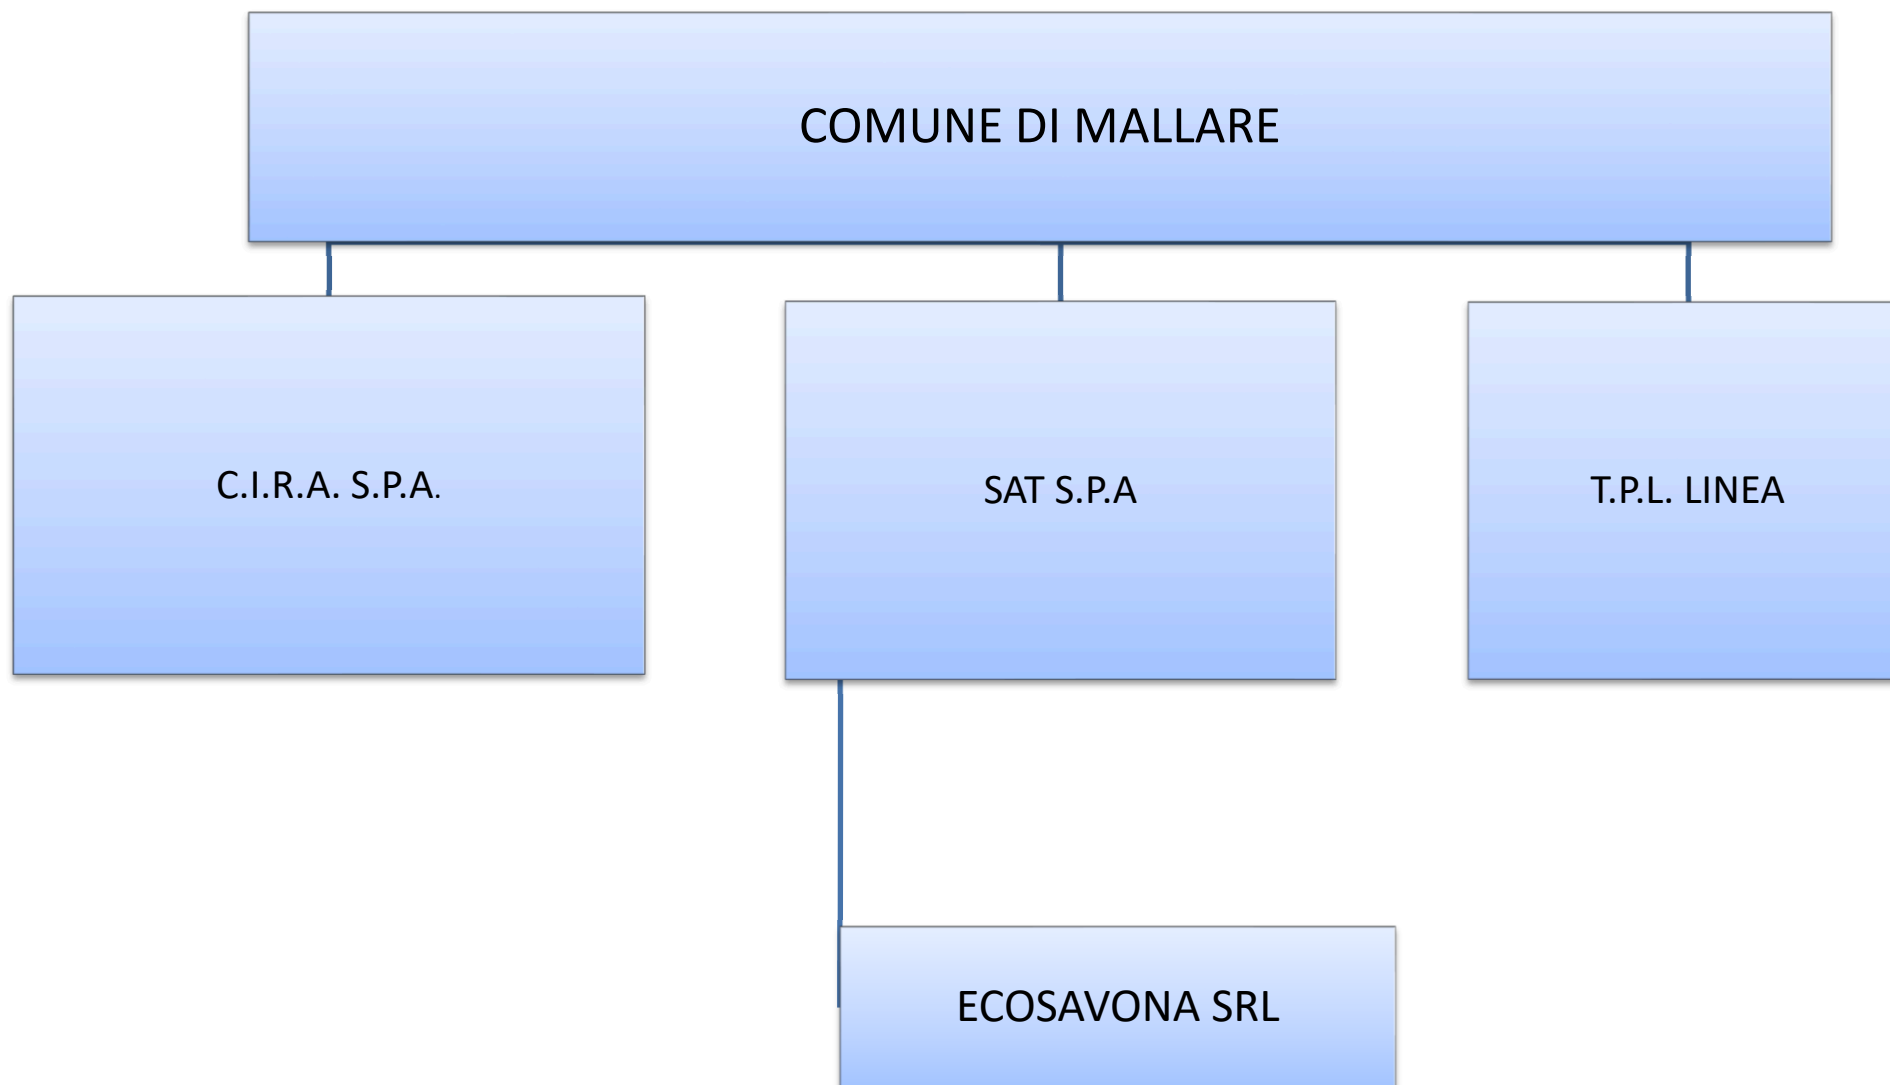 COMUNE DI MALLARE
C.I.R.A. S.P.A.
SAT S.P.A
T.P.L. LINEA
ECOSAVONA SRL